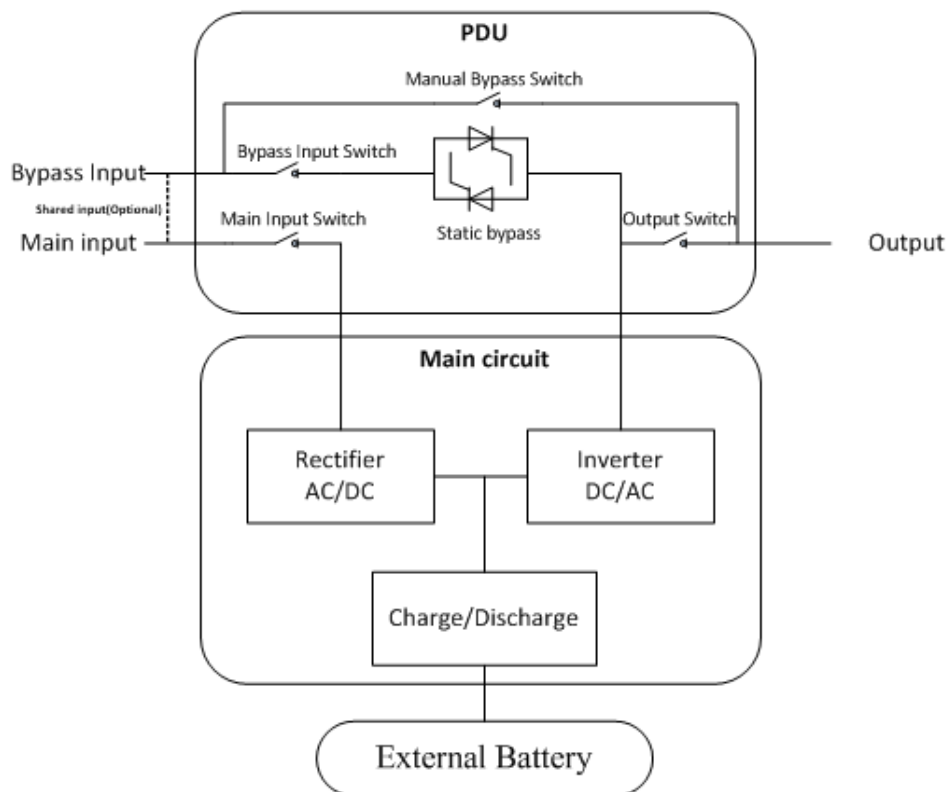 PDU
Manual Bypass Switch
Bypass Input Switch
Bypass Input
Shared input(Optional)
Main Input Switch
Output Switch
Static bypass
Main input
Output
Main circuit
Rectifier
AC/DC
Inverter
DC/AC
Charge/Discharge
External Battery